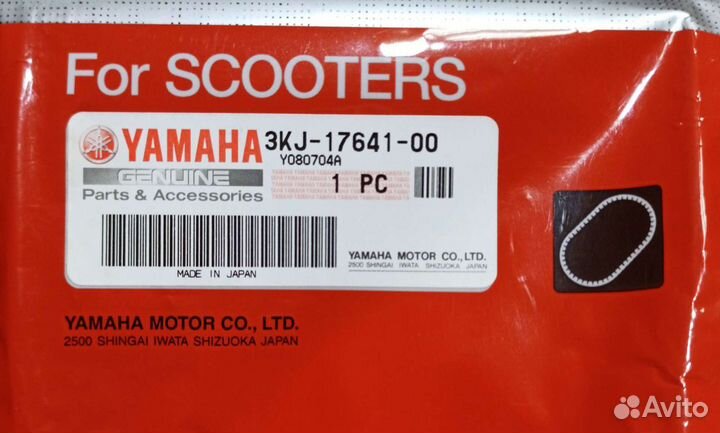 For SCOOTERS
YAMAHA
3KJ-17641-00
Y080704A
GENUINE
Parts & Accessories
1 PC
MADE IN JAPAN
YAMAHA MOTOR CO., LTD.
2500 SHINGAI IWATA SHIZUOKA JAPAN
YAMAHA MOTOR CO., LTD.
2500 SHINGAI IWATA SHIZUOKA JAPAN
Avito